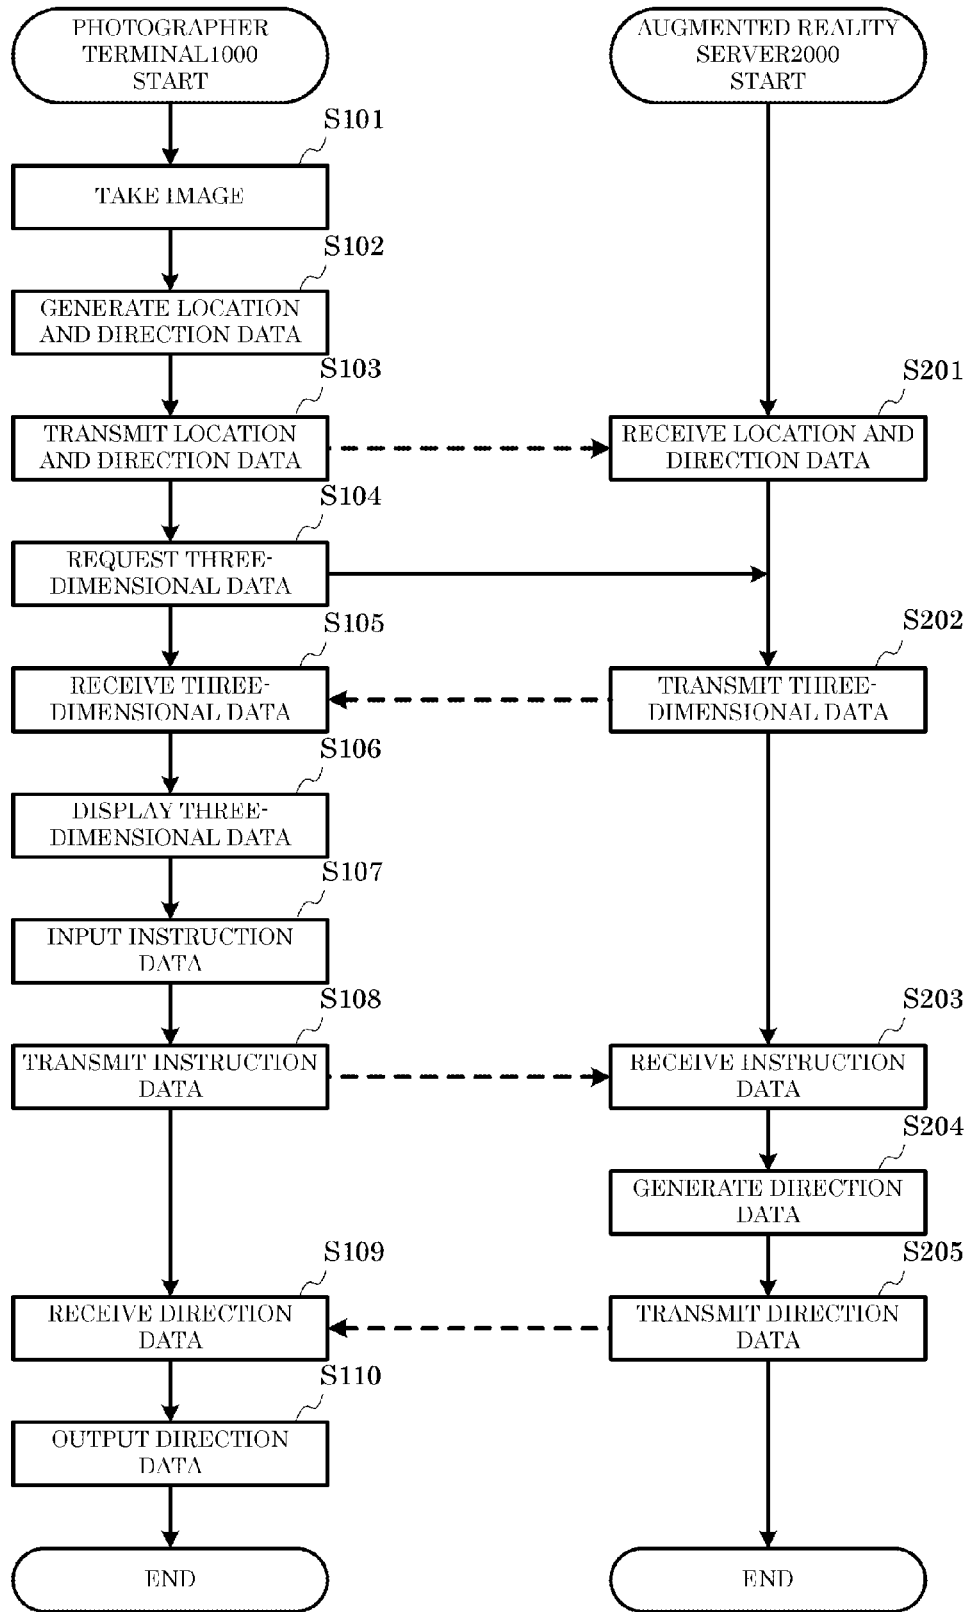 PHOTOGRAPHER
TERMINAL1000
START
AUGMENTED REALITY
SERVER2000
START
S101
TAKE IMAGE
S102
GENERATE LOCATION
AND DIRECTION DATA
S103
TRANSMIT LOCATION
AND DIRECTION DATA
S201
RECEIVE LOCATION AND
DIRECTION DATA
S104
REQUEST THREE-
DIMENSIONAL DATA
S105
RECEIVE THREE-
DIMENSIONAL DATA
S202
TRANSMIT THREE-
DIMENSIONAL DATA
S106
DISPLAY THREE-
DIMENSIONAL DATA
S107
INPUT INSTRUCTION
DATA
S108
TRANSMIT INSTRUCTION
DATA
S203
RECEIVE INSTRUCTION
DATA
S204
GENERATE DIRECTION
DATA
S109
RECEIVE DIRECTION
DATA
S205
TRANSMIT DIRECTION
DATA
S110
OUTPUT DIRECTION
DATA
END
END